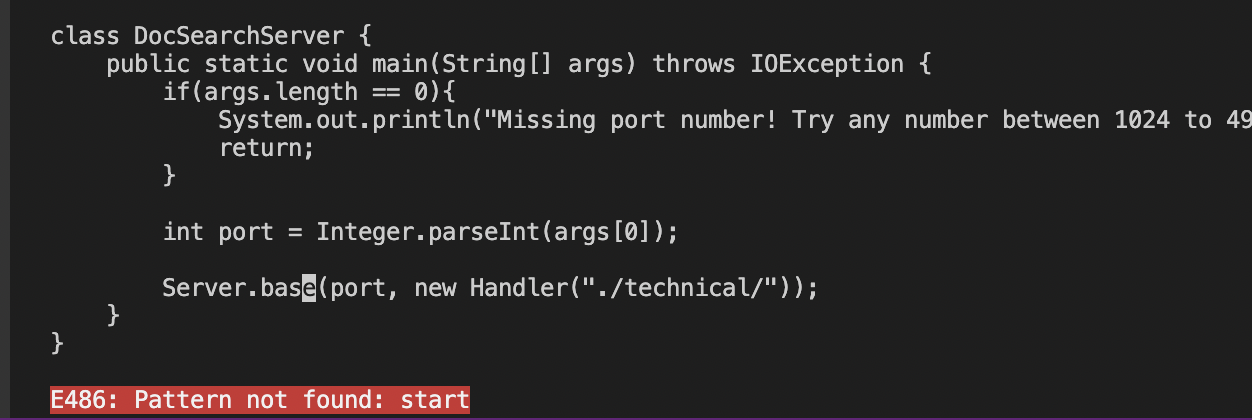 class DocSearchServer {
    public static void main(String[] args) throws IOException {
        if(args.length == 0){
            System.out.println("Missing port number! Try any number between 1024 to 49
            return;
        }

        int port = Integer.parseInt(args[0]);

        Server.base(port, new Handler("./technical/"));
    }
}

E486: Pattern not found: start